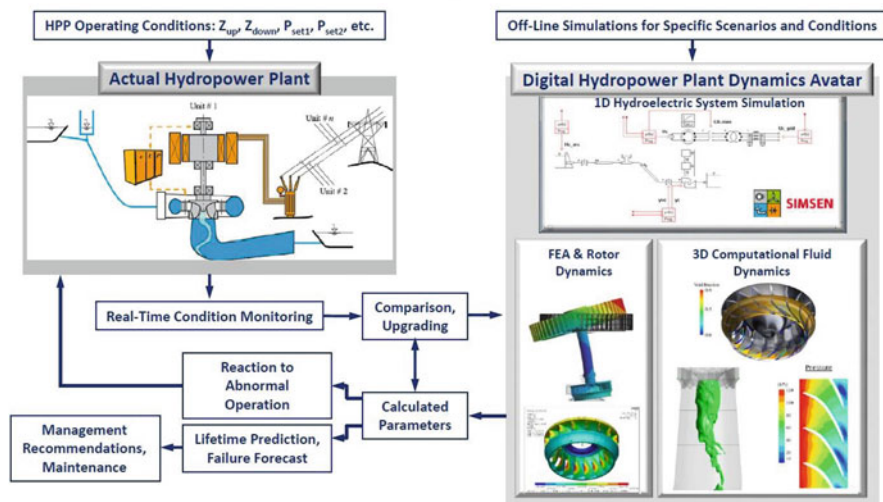 HPP Operating Conditions: Zup, Zdown, Pset1, Pset2, etc.
Off-Line Simulations for Specific Scenarios and Conditions
Actual Hydropower Plant
Digital Hydropower Plant Dynamics Avatar
Unit # 1
Unit # n
Unit # 2
1D Hydroelectric System Simulation
SIMSEN
FEA & Rotor
Dynamics
3D Computational Fluid
Dynamics
Real-Time Condition Monitoring
Comparison,
Upgrading
Reaction to
Abnormal
Operation
Calculated
Parameters
Management
Recommendations,
Maintenance
Lifetime Prediction,
Failure Forecast
Pressure